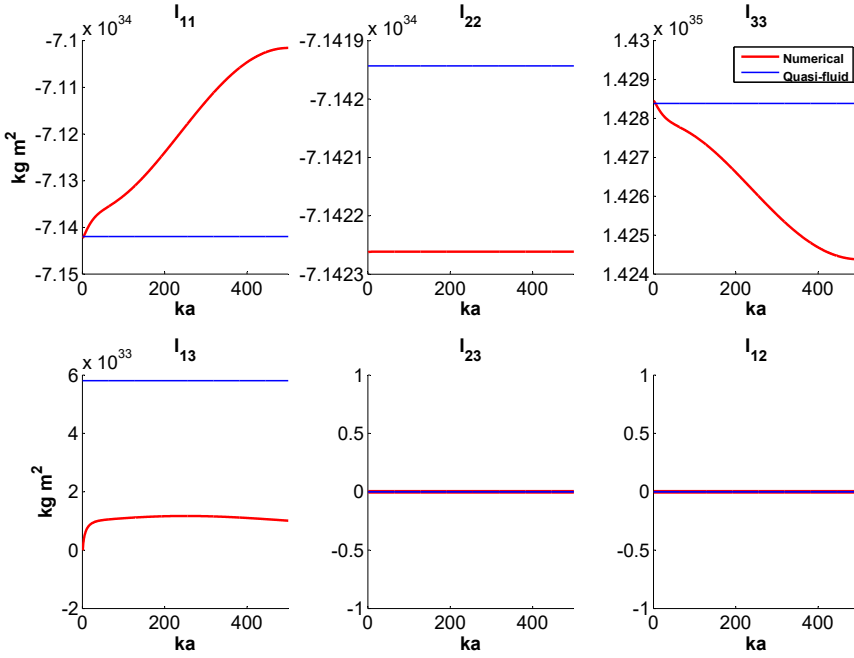 I11 I22 I33
x 10^34 x 10^34 x 10^35
-7.1 -7.1419 1.43
-7.11 1.429
-7.142 1.428
-7.12 -7.1421 1.427
-7.13 1.426
-7.1422
-7.14 1.425
-7.15 -7.1423 1.424
kg m^2
0 200 400 0 200 400 0 200 400
ka ka ka
Numerical
Quasi-fluid
I13 I23 I12
x 10^33
6 1 1
4 0.5 0.5
2 0 0
0 -0.5 -0.5
-2 -1 -1
kg m^2
0 200 400 0 200 400 0 200 400
ka ka ka